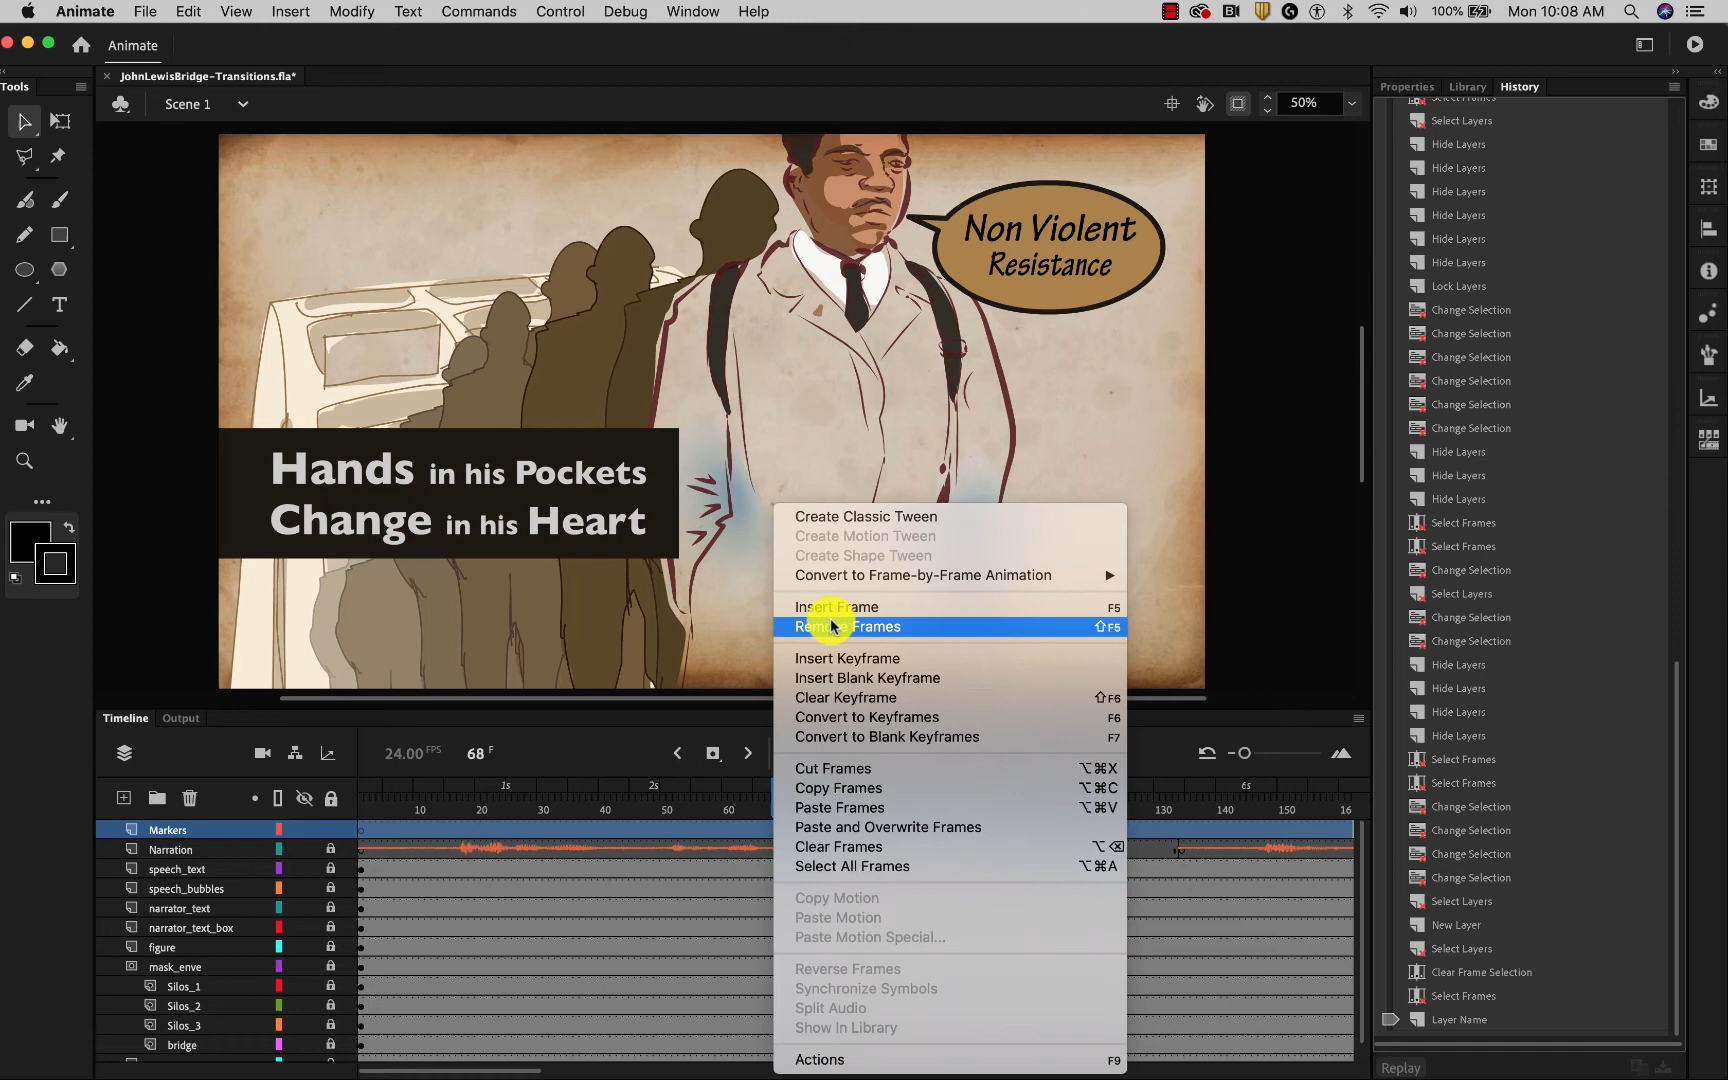 Animate File Edit View Insert Modify Text Commands Control Debug Window Help 100% Mon 10:08 AM
Animate
Tools
JohnLewisBridge-Transitions.fla*
Properties Library History
Scene 1
50%
Non Violent
Resistance
Hands in his Pockets
Change in his Heart
Create Classic Tween
Create Motion Tween
Create Shape Tween
Convert to Frame-by-Frame Animation
Insert Frame F5
Remove Frames ⇧F5
Insert Keyframe
Insert Blank Keyframe
Clear Keyframe ⇧F6
Convert to Keyframes F6
Convert to Blank Keyframes F7
Cut Frames ⌥⌘X
Copy Frames ⌥⌘C
Paste Frames ⌥⌘V
Paste and Overwrite Frames
Clear Frames ⌥⌫
Select All Frames ⌥⌘A
Copy Motion
Paste Motion
Paste Motion Special...
Reverse Frames
Synchronize Symbols
Split Audio
Show In Library
Actions F9
Timeline Output
24.00 FPS 68 F
1s 2s 6s
10 20 30 40 50 60 130 140 150 16
Markers
Narration
speech_text
speech_bubbles
narrator_text
narrator_text_box
figure
mask_enve
Silos_1
Silos_2
Silos_3
bridge
Select Frames
Select Layers
Hide Layers
Hide Layers
Hide Layers
Hide Layers
Hide Layers
Hide Layers
Lock Layers
Change Selection
Change Selection
Change Selection
Change Selection
Change Selection
Change Selection
Hide Layers
Hide Layers
Hide Layers
Select Frames
Select Frames
Change Selection
Select Layers
Change Selection
Change Selection
Hide Layers
Hide Layers
Hide Layers
Hide Layers
Select Frames
Select Frames
Change Selection
Change Selection
Change Selection
Change Selection
Select Layers
New Layer
Select Layers
Clear Frame Selection
Select Frames
Layer Name
Replay